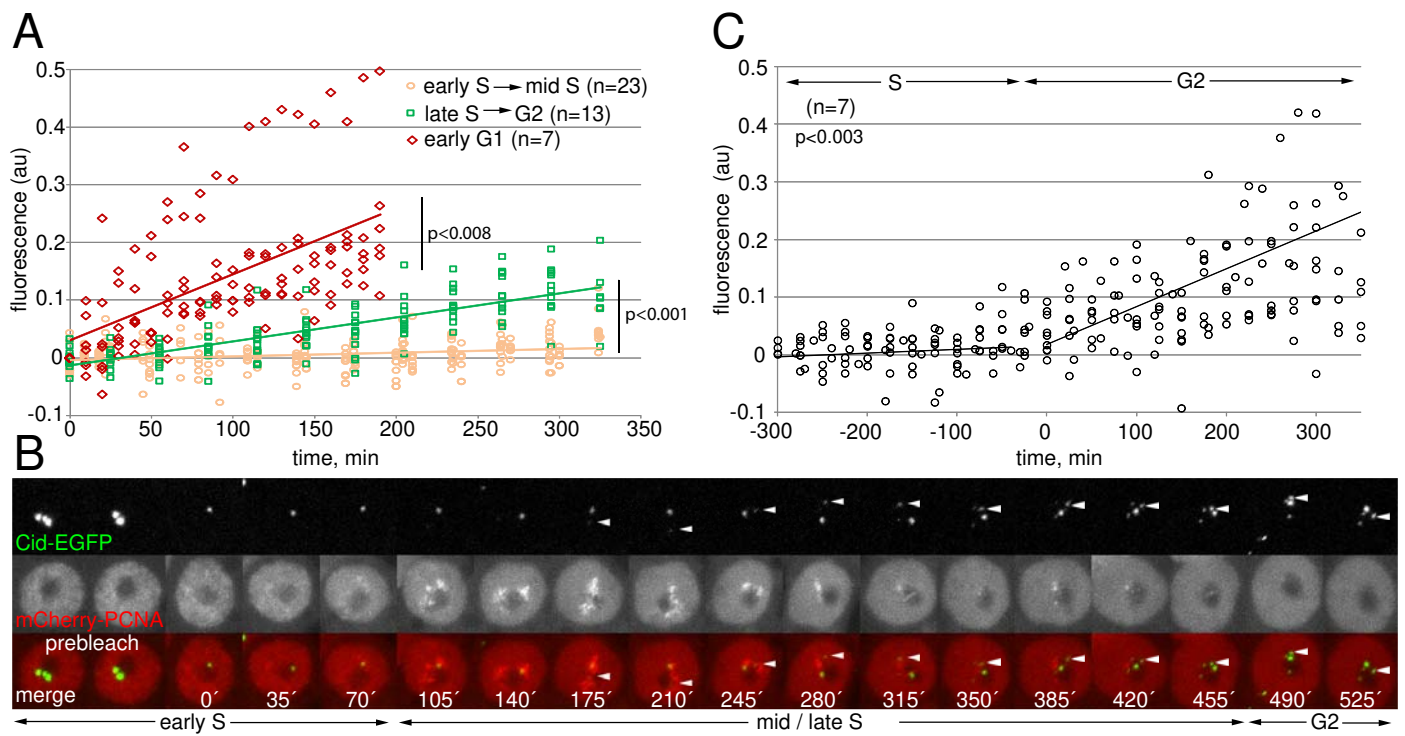 A
fluorescence (au)
0.5
0.4
0.3
0.2
0.1
0
-0.1
early S → mid S (n=23)
late S → G2 (n=13)
early G1 (n=7)
p<0.008
p<0.001
0 50 100 150 200 250 300 350
time, min
C
fluorescence (au)
0.5
0.4
0.3
0.2
0.1
0
-0.1
S G2
(n=7)
p<0.003
-300 -200 -100 0 100 200 300
time, min
B
Cid-EGFP
mCherry-PCNA
prebleach
merge 0´ 35´ 70´ 105´ 140´ 175´ 210´ 245´ 280´ 315´ 350´ 385´ 420´ 455´ 490´ 525´
early S mid / late S G2